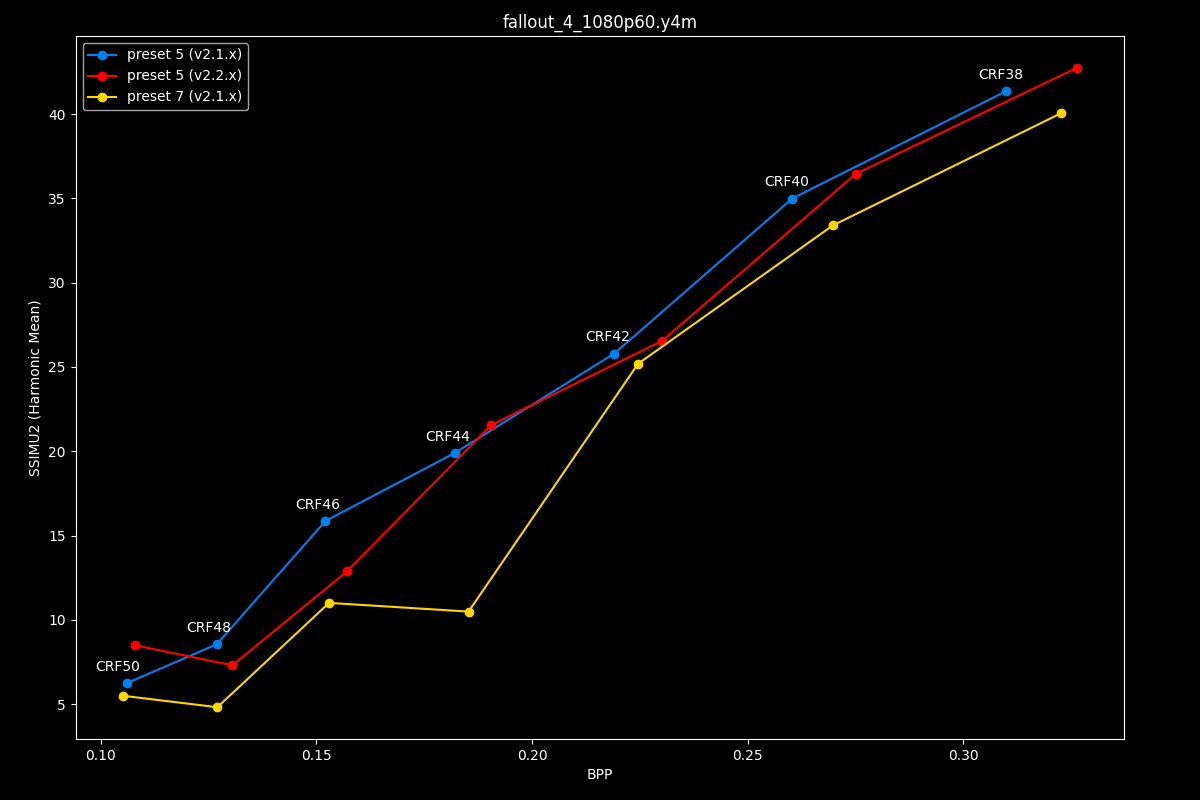 fallout_4_1080p60.y4m
preset 5 (v2.1.x)
preset 5 (v2.2.x)
preset 7 (v2.1.x)
CRF38
CRF40
CRF42
CRF44
CRF46
CRF48
CRF50
40
35
30
25
20
15
10
5
SSIMU2 (Harmonic Mean)
0.10
0.15
0.20
0.25
0.30
BPP